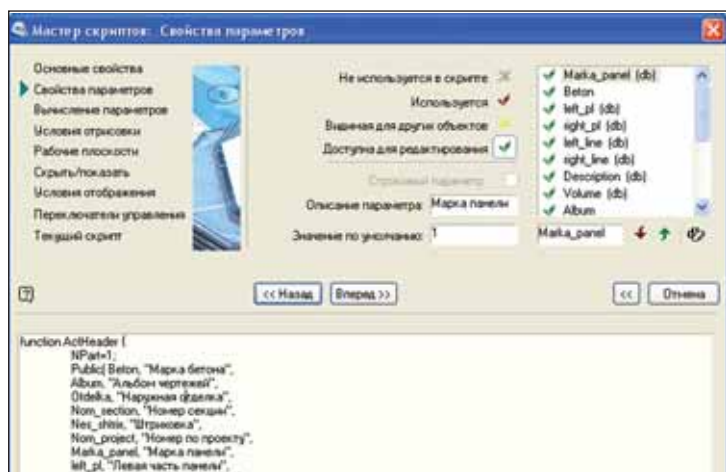 Мастер скриптов: Свойства параметров
Основные свойства
Свойства параметров
Вычисление параметров
Условия отрисовки
Рабочие плоскости
Скрыть/показать
Условия отображения
Переключатели управления
Текущий скрипт
Не используется в скрипте
Используется
Видимая для других объектов
Доступна для редактирования
Строковый параметр
Описание параметра: Марка панели
Значение по умолчанию: 1
Marka_panel (db)
Beton
left_pl (db)
right_pl (db)
left_line (db)
right_line (db)
Description (db)
Volume (db)
Album
Marka_panel
<< Назад
Вперед >>
<<
Отмена
function ActHeader {
NPart=1;
Public( Beton, "Марка бетона",
Album, "Альбом чертежей",
Otdelka, "Наружная отделка",
Nom_section, "Номер секции",
"Штриховка",
Nom_project, "Номер по проекту",
Marka_panel, "Марка панели",
left_pl, "Левая часть панели",